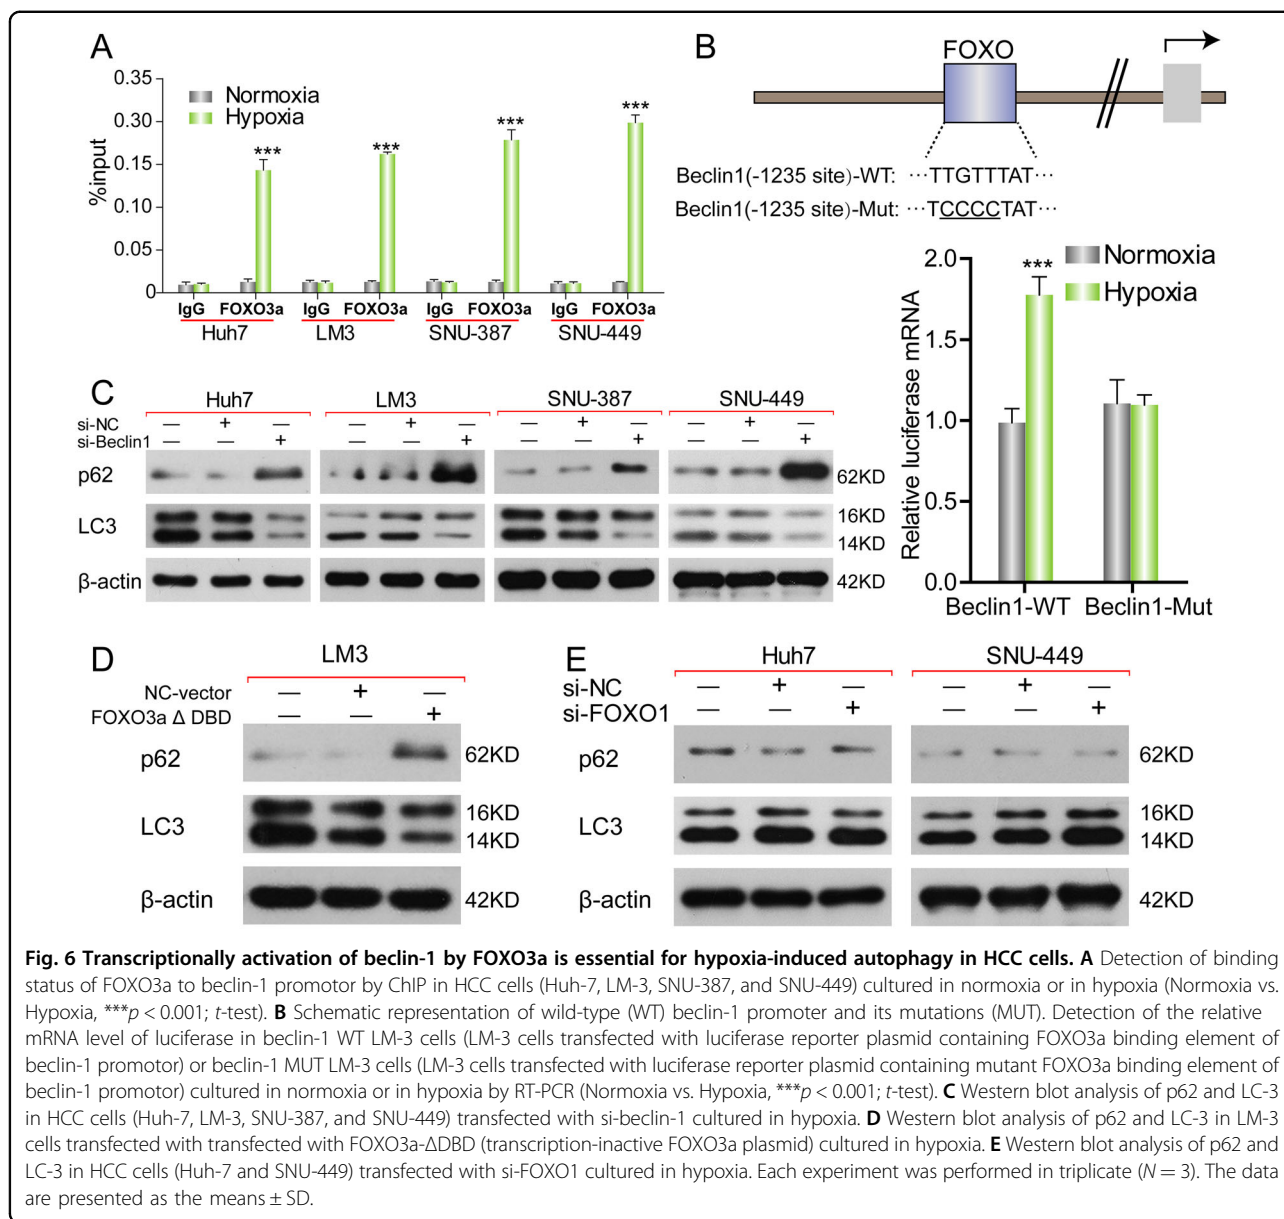 A
0.35
0.30
0.15
0.10
0.05
0
%input
Normoxia
Hypoxia
*** *** *** ***
IgG FOXO3a IgG FOXO3a IgG FOXO3a IgG FOXO3a
Huh7 LM3 SNU-387 SNU-449
B
FOXO
Beclin1(-1235 site)-WT: ···TTGTTTAT···
Beclin1(-1235 site)-Mut: ···TCCCCTAT···
Normoxia
Hypoxia
***
2.0
1.5
1.0
0.5
0.0
Relative luciferase mRNA
Beclin1-WT Beclin1-Mut
C
Huh7 LM3 SNU-387 SNU-449
si-NC — + — — + — — + — — + —
si-Beclin1 — — + — — + — — + — — +
p62 62KD
LC3 16KD
14KD
β-actin 42KD
D
LM3
NC-vector — + —
FOXO3a Δ DBD — — +
p62 62KD
LC3 16KD
14KD
β-actin 42KD
E
Huh7 SNU-449
si-NC — + — — + —
si-FOXO1 — — + — — +
p62 62KD
LC3 16KD
14KD
β-actin 42KD
Fig. 6 Transcriptionally activation of beclin-1 by FOXO3a is essential for hypoxia-induced autophagy in HCC cells. A Detection of binding
status of FOXO3a to beclin-1 promotor by ChIP in HCC cells (Huh-7, LM-3, SNU-387, and SNU-449) cultured in normoxia or in hypoxia (Normoxia vs.
Hypoxia, ***p < 0.001; t-test). B Schematic representation of wild-type (WT) beclin-1 promoter and its mutations (MUT). Detection of the relative
mRNA level of luciferase in beclin-1 WT LM-3 cells (LM-3 cells transfected with luciferase reporter plasmid containing FOXO3a binding element of
beclin-1 promotor) or beclin-1 MUT LM-3 cells (LM-3 cells transfected with luciferase reporter plasmid containing mutant FOXO3a binding element of
beclin-1 promotor) cultured in normoxia or in hypoxia by RT-PCR (Normoxia vs. Hypoxia, ***p < 0.001; t-test). C Western blot analysis of p62 and LC-3
in HCC cells (Huh-7, LM-3, SNU-387, and SNU-449) transfected with si-beclin-1 cultured in hypoxia. D Western blot analysis of p62 and LC-3 in LM-3
cells transfected with transfected with FOXO3a-ΔDBD (transcription-inactive FOXO3a plasmid) cultured in hypoxia. E Western blot analysis of p62 and
LC-3 in HCC cells (Huh-7 and SNU-449) transfected with si-FOXO1 cultured in hypoxia. Each experiment was performed in triplicate (N = 3). The data
are presented as the means ± SD.